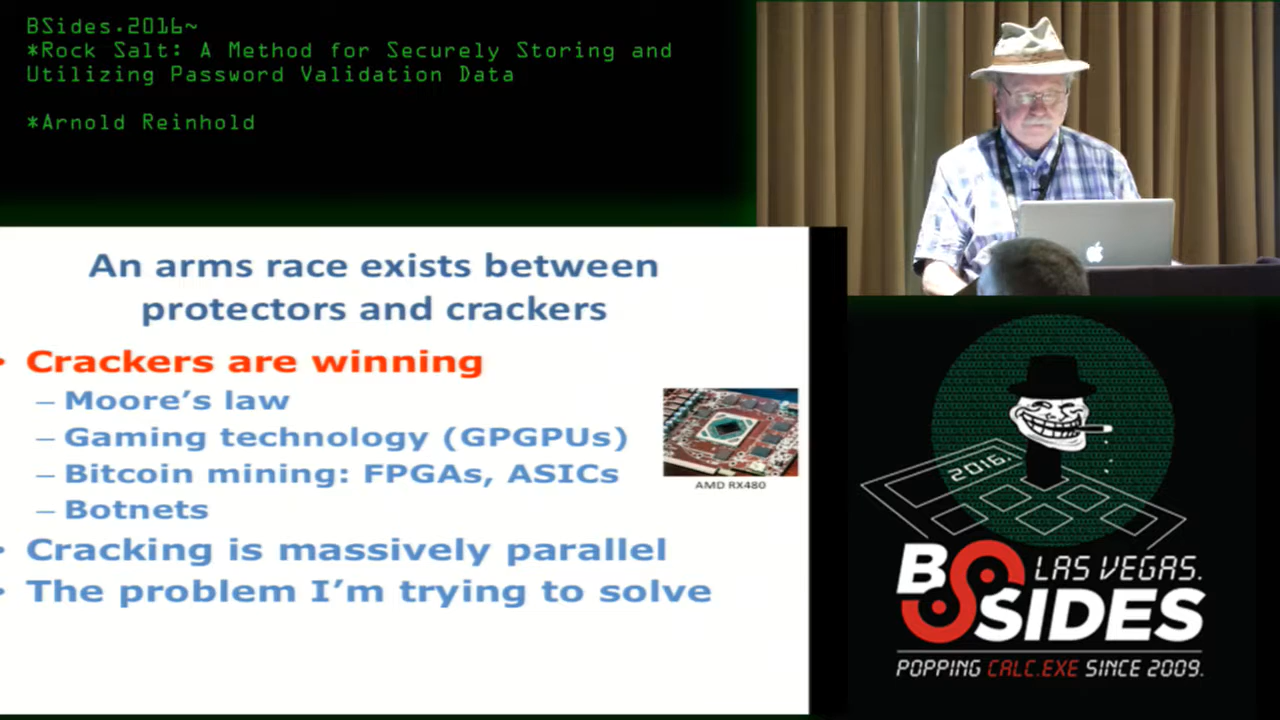 BSides.2016~
*Rock Salt: A Method for Securely Storing and
Utilizing Password Validation Data
*Arnold Reinhold
An arms race exists between
protectors and crackers
• Crackers are winning
– Moore's law
– Gaming technology (GPGPUs)
– Bitcoin mining: FPGAs, ASICs
– Botnets
AMD RX480
• Cracking is massively parallel
• The problem I'm trying to solve
2016.
BSIDES
LAS VEGAS.
POPPING CALC.EXE SINCE 2009.